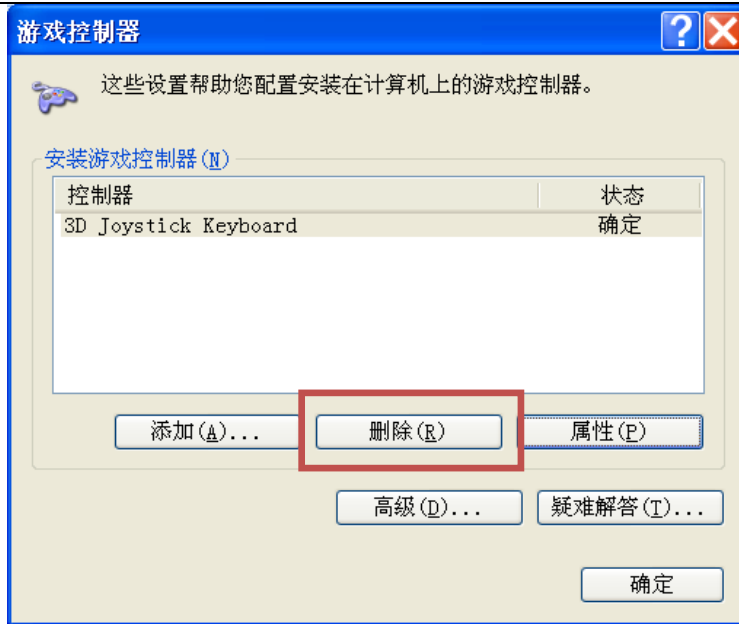 游戏控制器
这些设置帮助您配置安装在计算机上的游戏控制器。
安装游戏控制器(N)
控制器 状态
3D Joystick Keyboard 确定
添加(A)... 删除(R) 属性(P)
高级(D)... 疑难解答(T)...
确定